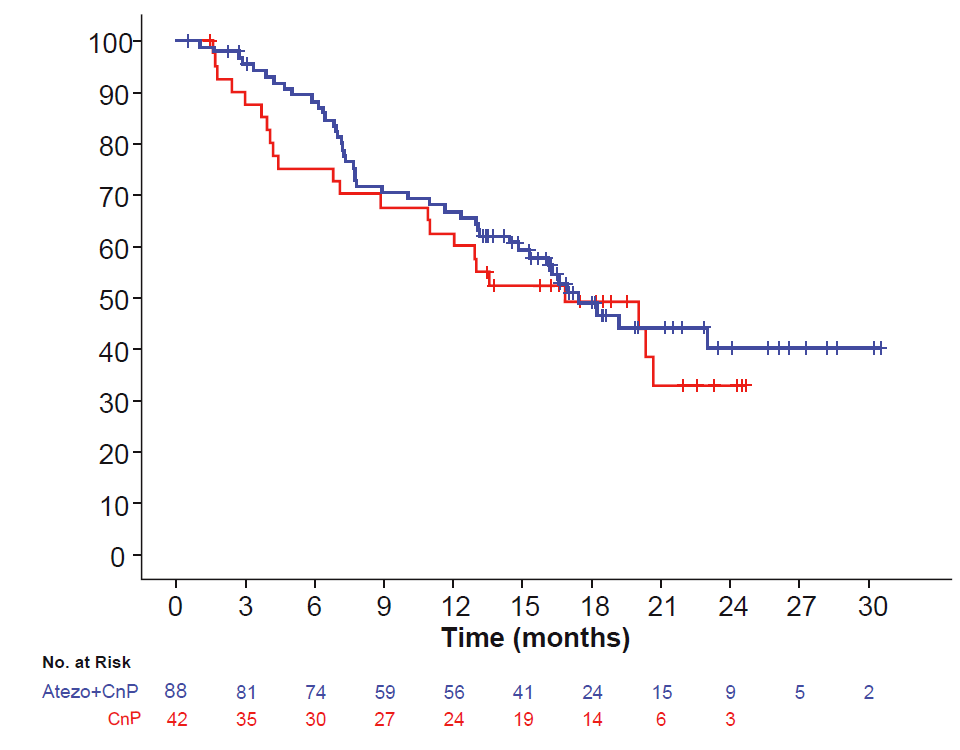 100
90
80
70
60
50
40
30
20
10
0
0 3 6 9 12 15 18 21 24 27 30
Time (months)
No. at Risk
Atezo+CnP 88 81 74 59 56 41 24 15 9 5 2
CnP 42 35 30 27 24 19 14 6 3